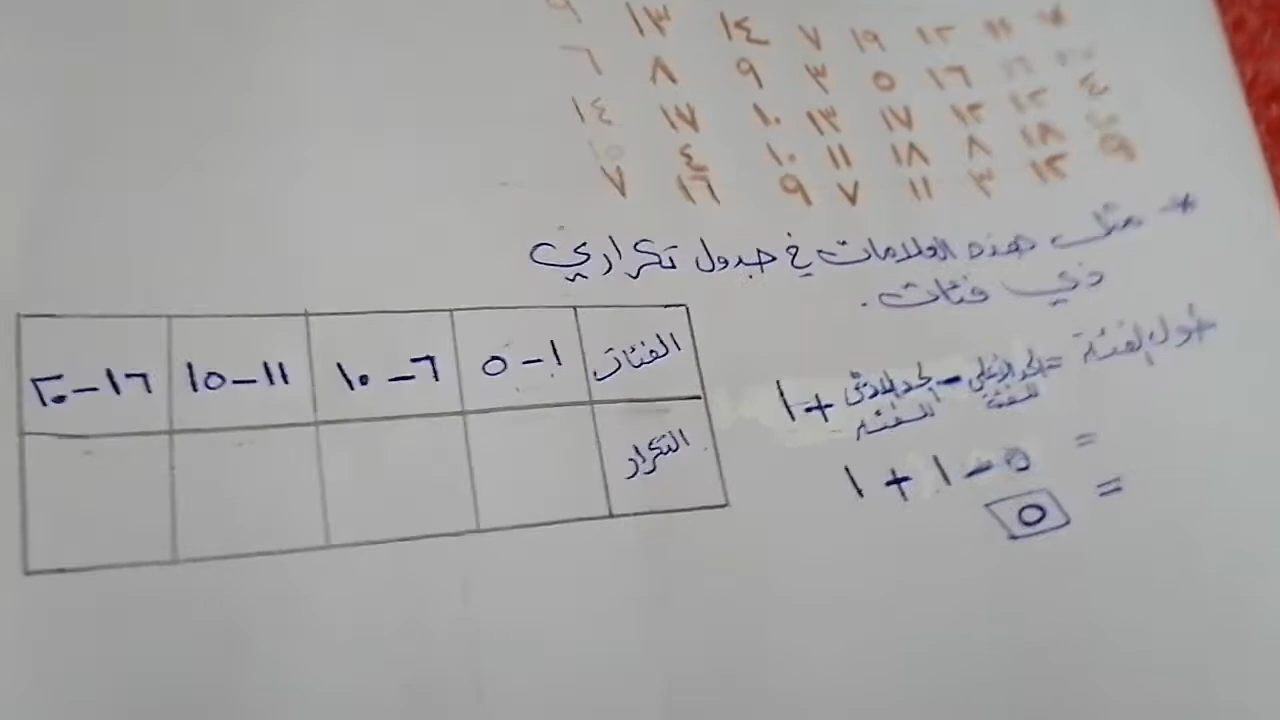 ١١ ١٢ ١٩ ٧ ١٤ ١٣ ٩
١٦ ٥ ٣ ٩ ٨ ٦
٤ ١٢ ١٢ ١٧ ١٣ ١٠ ١٧ ١٤
١٨ ٨ ١٨ ١١ ١٠ ٤ ١٥
١٢ ٣ ١١ ٧ ٩ ١٦ ٧
* مثل هذه العلامات في جدول تكراري
ذي فئات.
طول الفئة = الحد الأعلى للفئة - الحد الأدنى للفئة + ١
= ٥ - ١ + ١
= ٥
الفئات ١-٥ ٦-١٠ ١١-١٥ ١٦-٢٠
التكرار